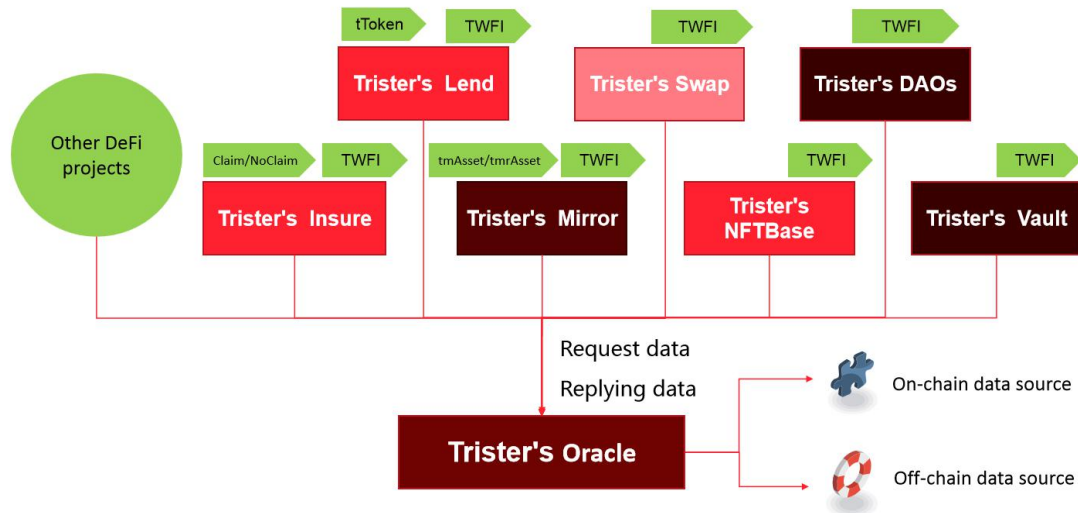 tToken
TWFI
TWFI
TWFI
Trister's Lend
Trister's Swap
Trister's DAOs
Other DeFi
projects
Claim/NoClaim
TWFI
tmAsset/tmrAsset
TWFI
TWFI
TWFI
Trister's Insure
Trister's Mirror
Trister's
NFTBase
Trister's Vault
Request data
Replying data
Trister's Oracle
On-chain data source
Off-chain data source